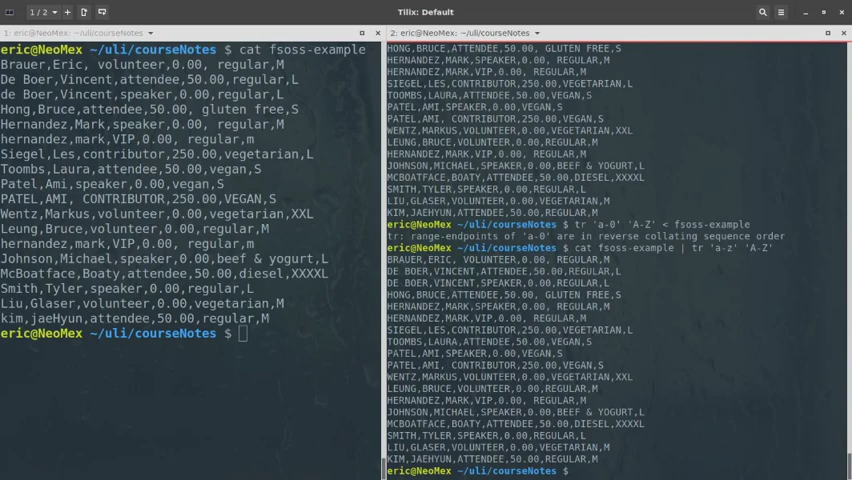 1 / 2
Tilix: Default
1: eric@NeoMex: ~/uli/courseNotes
eric@NeoMex ~/uli/courseNotes $ cat fsoss-example
Brauer,Eric, volunteer,0.00, regular,M
De Boer,Vincent,attendee,50.00,regular,L
de Boer,Vincent,speaker,0.00,regular,L
Hong,Bruce,attendee,50.00, gluten free,S
Hernandez,Mark,speaker,0.00, regular,M
hernandez,mark,VIP,0.00, regular,m
Siegel,Les,contributor,250.00,vegetarian,L
Toombs,Laura,attendee,50.00,vegan,S
Patel,Ami,speaker,0.00,vegan,S
PATEL,AMI, CONTRIBUTOR,250.00,VEGAN,S
Wentz,Markus,volunteer,0.00,vegetarian,XXL
Leung,Bruce,volunteer,0.00,regular,M
hernandez,mark,VIP,0.00, regular,m
Johnson,Michael,speaker,0.00,beef & yogurt,L
McBoatface,Boaty,attendee,50.00,diesel,XXXL
Smith,Tyler,speaker,0.00,regular,L
Liu,Glaser,volunteer,0.00,vegetarian,M
kim,jaeHyun,attendee,50.00,regular,M
eric@NeoMex ~/uli/courseNotes $
2: eric@NeoMex: ~/uli/courseNotes
HONG,BRUCE,ATTENDEE,50.00, GLUTEN FREE,S
HERNANDEZ,MARK,SPEAKER,0.00, REGULAR,M
HERNANDEZ,MARK,VIP,0.00, REGULAR,M
SIEGEL,LES,CONTRIBUTOR,250.00,VEGETARIAN,L
TOOMBS,LAURA,ATTENDEE,50.00,VEGAN,S
PATEL,AMI,SPEAKER,0.00,VEGAN,S
PATEL,AMI, CONTRIBUTOR,250.00,VEGAN,S
WENTZ,MARKUS,VOLUNTEER,0.00,VEGETARIAN,XXL
LEUNG,BRUCE,VOLUNTEER,0.00,REGULAR,M
HERNANDEZ,MARK,VIP,0.00, REGULAR,M
JOHNSON,MICHAEL,SPEAKER,0.00,BEEF & YOGURT,L
MCBOATFACE,BOATY,ATTENDEE,50.00,DIESEL,XXXL
SMITH,TYLER,SPEAKER,0.00,REGULAR,L
LIU,GLASER,VOLUNTEER,0.00,VEGETARIAN,M
KIM,JAEHYUN,ATTENDEE,50.00,REGULAR,M
eric@NeoMex ~/uli/courseNotes $ tr 'a-0' 'A-Z' < fsoss-example
tr: range-endpoints of 'a-0' are in reverse collating sequence order
eric@NeoMex ~/uli/courseNotes $ cat fsoss-example | tr 'a-z' 'A-Z'
BRAUER,ERIC, VOLUNTEER,0.00, REGULAR,M
DE BOER,VINCENT,ATTENDEE,50.00,REGULAR,L
DE BOER,VINCENT,SPEAKER,0.00,REGULAR,L
HONG,BRUCE,ATTENDEE,50.00, GLUTEN FREE,S
HERNANDEZ,MARK,SPEAKER,0.00, REGULAR,M
HERNANDEZ,MARK,VIP,0.00, REGULAR,M
SIEGEL,LES,CONTRIBUTOR,250.00,VEGETARIAN,L
TOOMBS,LAURA,ATTENDEE,50.00,VEGAN,S
PATEL,AMI,SPEAKER,0.00,VEGAN,S
PATEL,AMI, CONTRIBUTOR,250.00,VEGAN,S
WENTZ,MARKUS,VOLUNTEER,0.00,VEGETARIAN,XXL
LEUNG,BRUCE,VOLUNTEER,0.00,REGULAR,M
HERNANDEZ,MARK,VIP,0.00, REGULAR,M
JOHNSON,MICHAEL,SPEAKER,0.00,BEEF & YOGURT,L
MCBOATFACE,BOATY,ATTENDEE,50.00,DIESEL,XXXL
SMITH,TYLER,SPEAKER,0.00,REGULAR,L
LIU,GLASER,VOLUNTEER,0.00,VEGETARIAN,M
KIM,JAEHYUN,ATTENDEE,50.00,REGULAR,M
eric@NeoMex ~/uli/courseNotes $